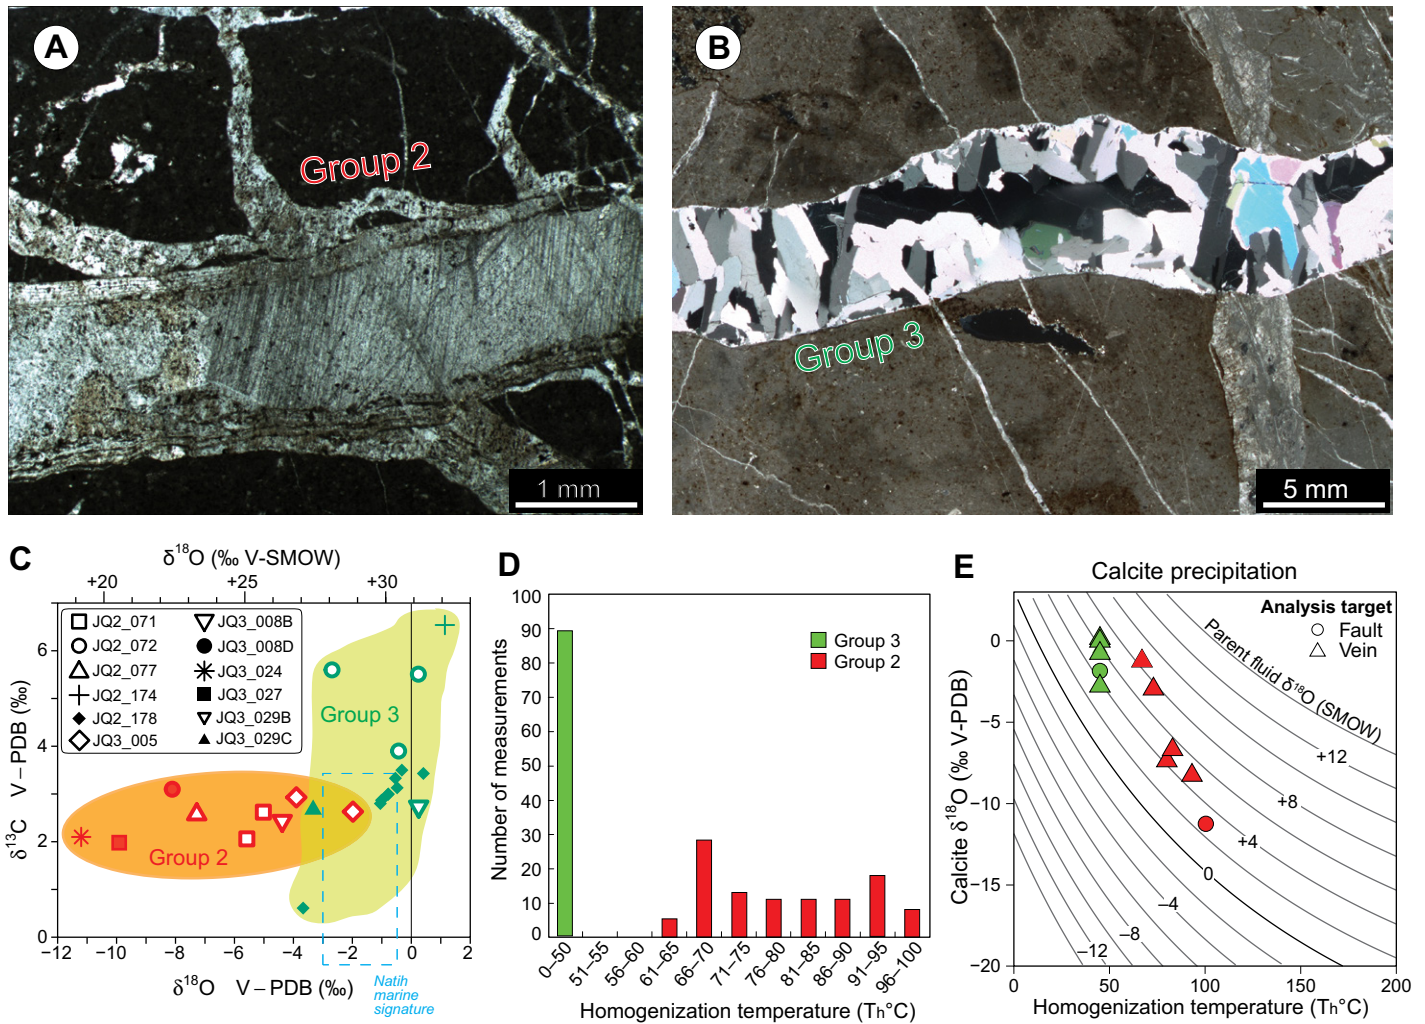 A
Group 2
1 mm
B
Group 3
5 mm
C
δ18O (‰ V-SMOW)
+20 +25 +30
JQ2_071 JQ3_008B
JQ2_072 JQ3_008D
JQ2_077 JQ3_024
JQ2_174 JQ3_027
JQ2_178 JQ3_029B
JQ3_005 JQ3_029C
Group 3
Group 2
δ13C V – PDB (‰)
6
4
2
0
−12 −10 −8 −6 −4 −2 0 2
δ18O V – PDB (‰)
Natih
marine
signature
D
Number of measurements
100
90
80
70
60
50
40
30
20
10
0
Group 3
Group 2
0–50 51–55 56–60 61–65 66–70 71–75 76–80 81–85 86–90 91–95 96–100
Homogenization temperature (Th°C)
E
Calcite precipitation
Analysis target
Fault
Vein
Parent fluid δ18O (SMOW)
+12
+8
+4
0
−4
−8
−12
Calcite δ18O (‰ V-PDB)
0
−5
−10
−15
−20
0 50 100 150 200
Homogenization temperature (Th°C)